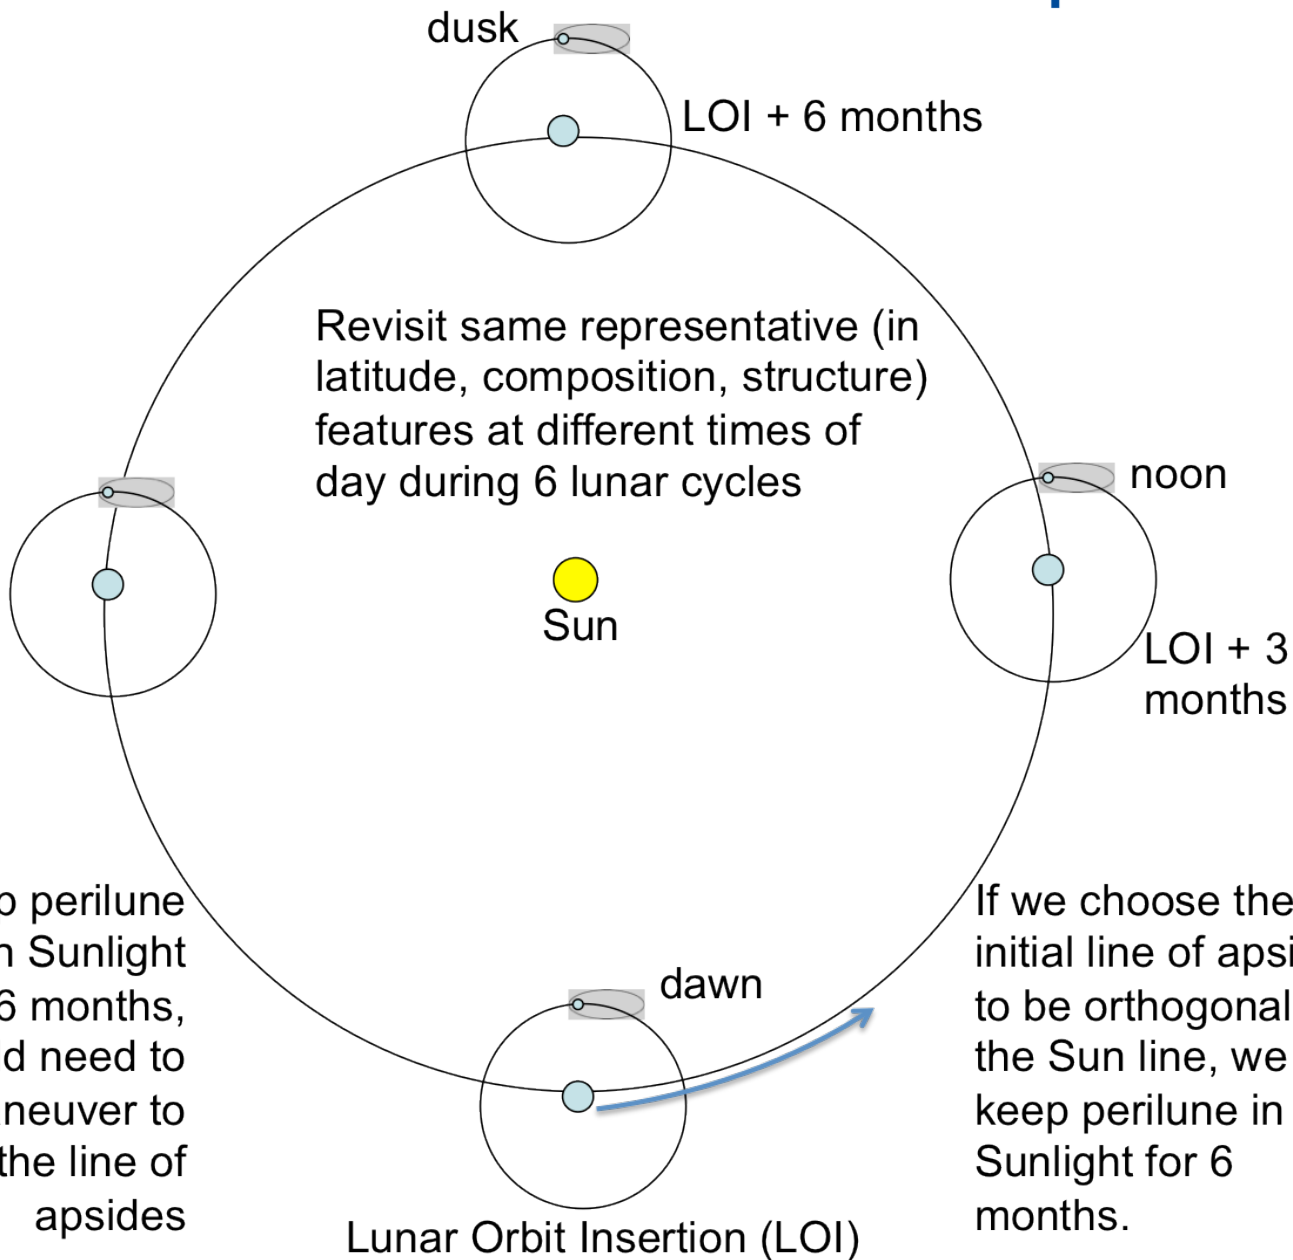 dusk
LOI + 6 months
Revisit same representative (in
latitude, composition, structure)
features at different times of
day during 6 lunar cycles
noon
Sun
LOI + 3
months
perilune
Sunlight
6 months,
need to
the line of
apsides
If we choose the
initial line of
to be orthogonal
the Sun line, we
keep perilune in
Sunlight for 6
months.
dawn
Lunar Orbit Insertion (LOI)